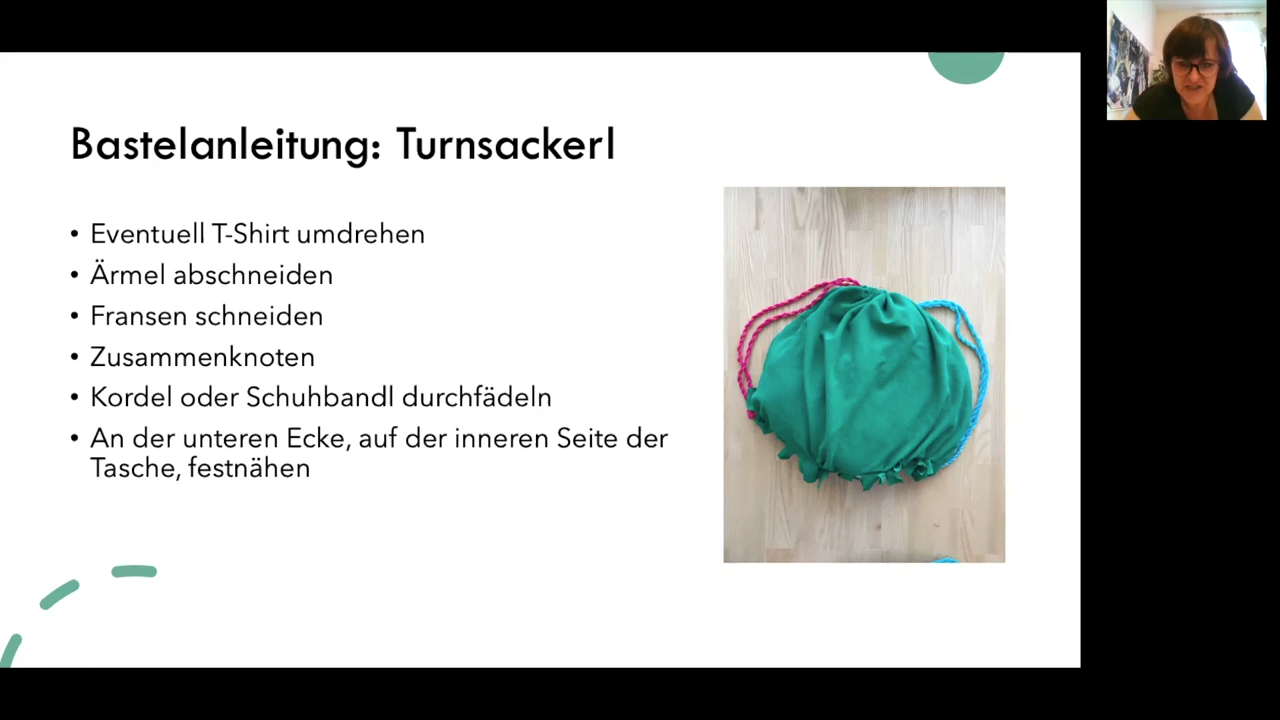 Bastelanleitung: Turnsackerl
• Eventuell T-Shirt umdrehen
• Ärmel abschneiden
• Fransen schneiden
• Zusammenknoten
• Kordel oder Schuhbandl durchfädeln
• An der unteren Ecke, auf der inneren Seite der
Tasche, festnähen